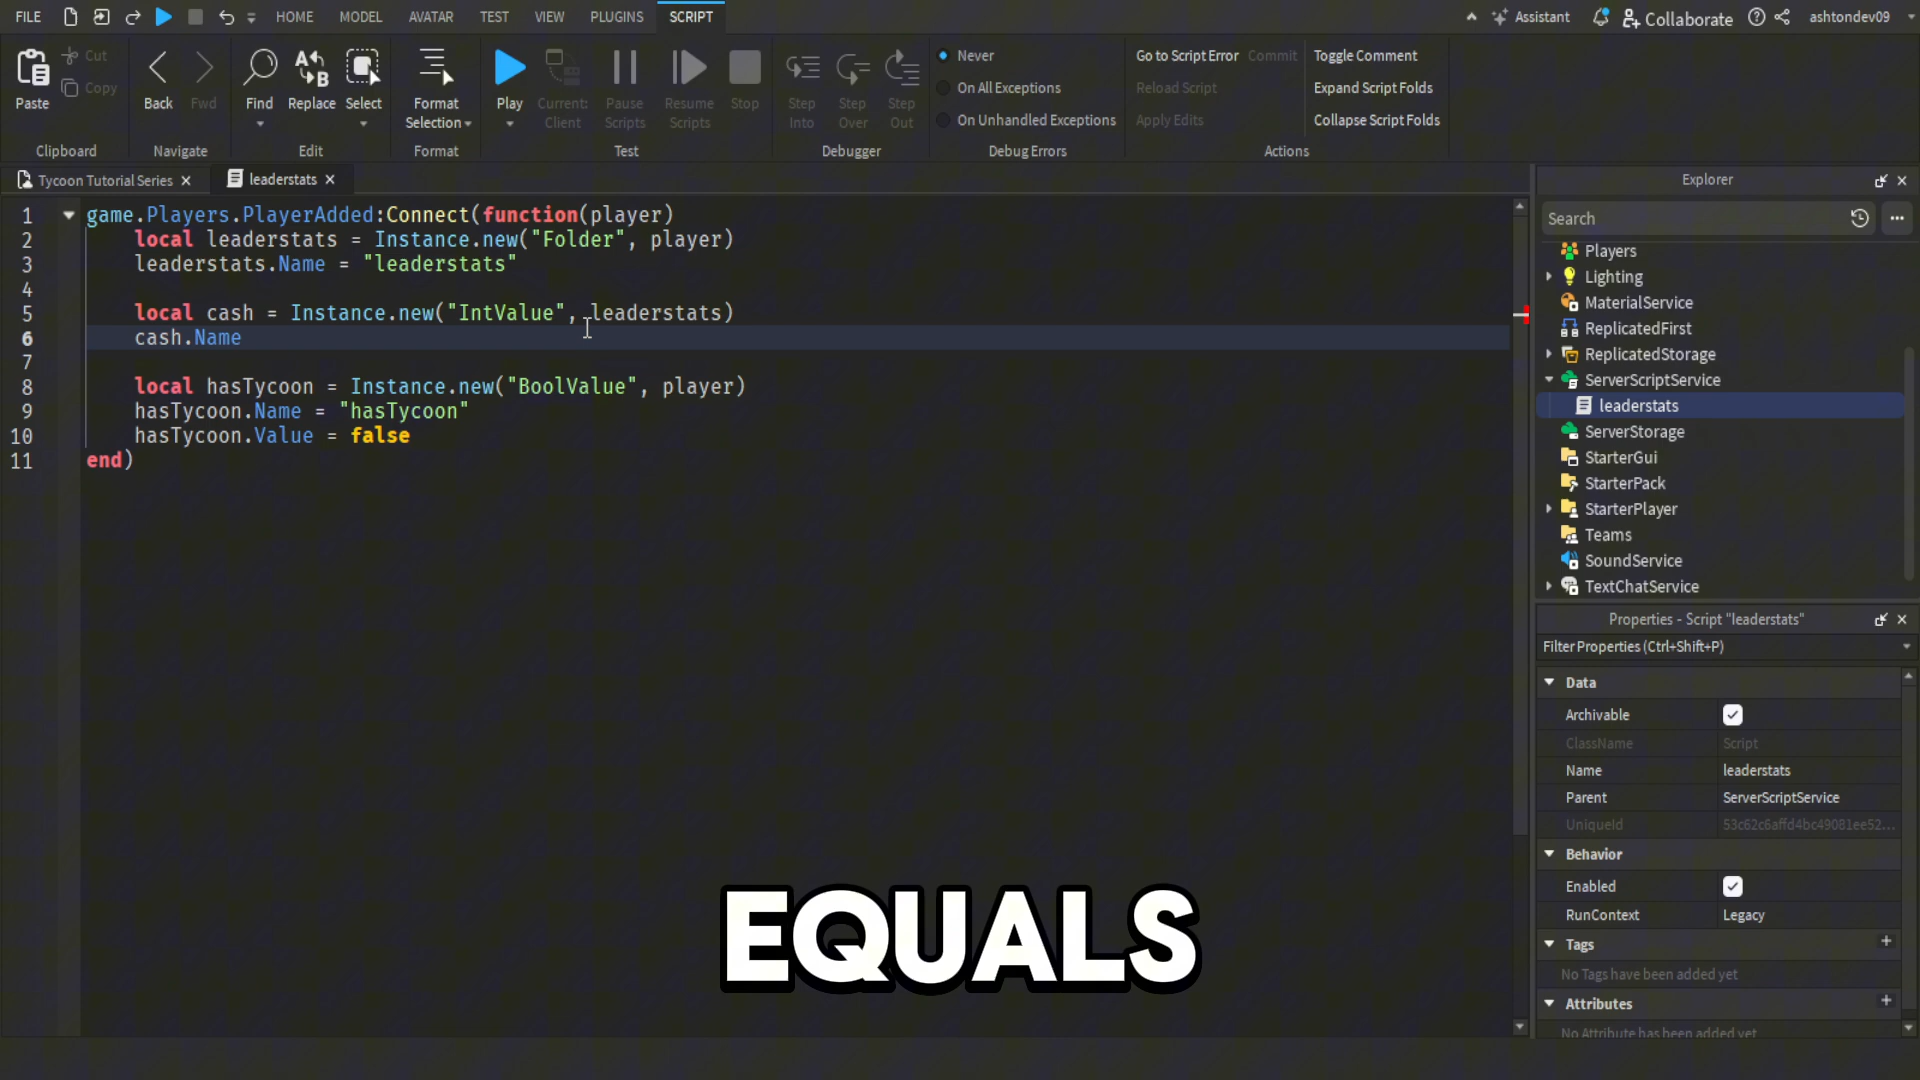 FILE HOME MODEL AVATAR TEST VIEW PLUGINS SCRIPT Assistant Collaborate ashtondev09
Paste Cut Copy Back Fwd Find Replace Select Format Selection Play Current: Client Pause Scripts Resume Scripts Stop Step Into Step Over Step Out
Never
On All Exceptions
On Unhandled Exceptions
Go to Script Error Commit
Reload Script
Apply Edits
Toggle Comment
Expand Script Folds
Collapse Script Folds
Clipboard Navigate Edit Format Test Debugger Debug Errors Actions
Tycoon Tutorial Series leaderstats
1 game.Players.PlayerAdded:Connect(function(player)
2 local leaderstats = Instance.new("Folder", player)
3 leaderstats.Name = "leaderstats"
4
5 local cash = Instance.new("IntValue", leaderstats)
6 cash.Name
7
8 local hasTycoon = Instance.new("BoolValue", player)
9 hasTycoon.Name = "hasTycoon"
10 hasTycoon.Value = false
11 end)
EQUALS
Explorer
Search
Players
Lighting
MaterialService
ReplicatedFirst
ReplicatedStorage
ServerScriptService
leaderstats
ServerStorage
StarterGui
StarterPack
StarterPlayer
Teams
SoundService
TextChatService
Properties - Script "leaderstats"
Filter Properties (Ctrl+Shift+P)
Data
Archivable
ClassName Script
Name leaderstats
Parent ServerScriptService
UniqueId 53c62c6affd4bc49081ee52...
Behavior
Enabled
RunContext Legacy
Tags
No Tags have been added yet
Attributes
No Attribute has been added yet